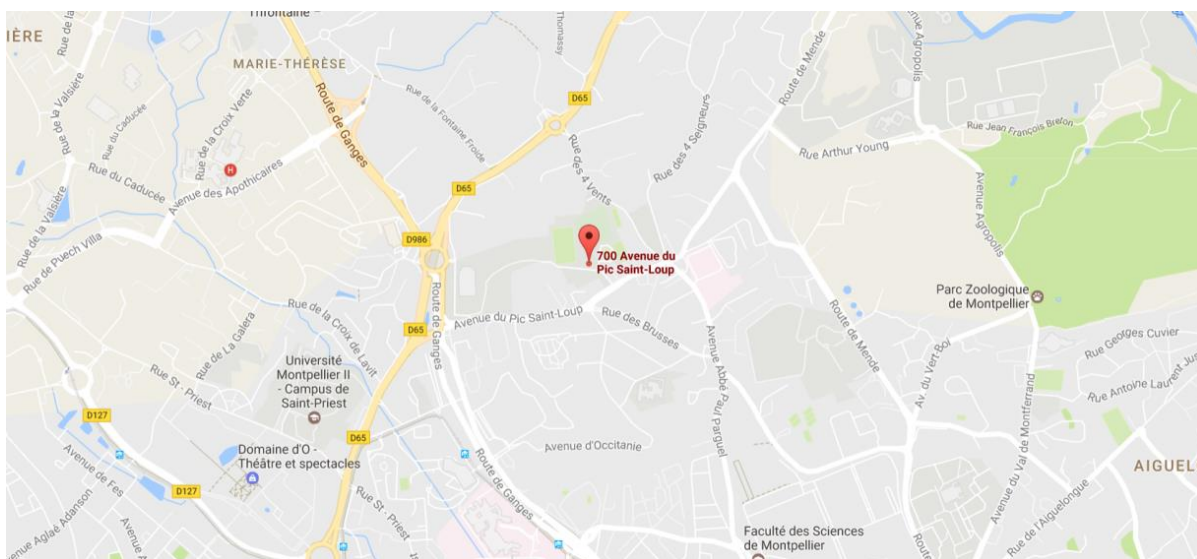 Trifontaine
IÈRE
Rue de la Valsière
MARIE-THÉRÈSE
Route de Ganges
Thomassy
Route de Mende
Avenue Agropolis
Rue du Caducée
Rue de la Croix Verte
H
Rue de la Fontaine Froide
D65
Rue des 4 Vents
Rue des 4 Seigneurs
Rue Jean François Breton
Rue Arthur Young
Rue du Caducée
Avenue des Apothicaires
D65
Avenue Agropolis
Rue de la Valsière
Rue de Puech Villa
D986
700 Avenue du
Pic Saint-Loup
Parc Zoologique
de Montpellier
Rue de la Croix de Lavit
Route de Ganges
Avenue du Pic Saint-Loup
Rue des Brusses
Route de Mende
D65
Rue de La Galera
Rue St - Priest
Université
Montpellier II
- Campus de
Saint-Priest
Avenue Abbé Paul Parguel
Av. du Vert-Boi
Rue Georges Cuvier
Rue Antoine Laurent Jus
D127
D65
Domaine d'O -
Théâtre et spectacles
Avenue d'Occitanie
Route de Ganges
Avenue du Val de Montferrand
AIGUEL
Avenue de Fes
D127
Rue St - Priest
Avenue Aglaé Adanson
Rue de l'Aiguelongue
Faculté des Sciences
de Montpellier